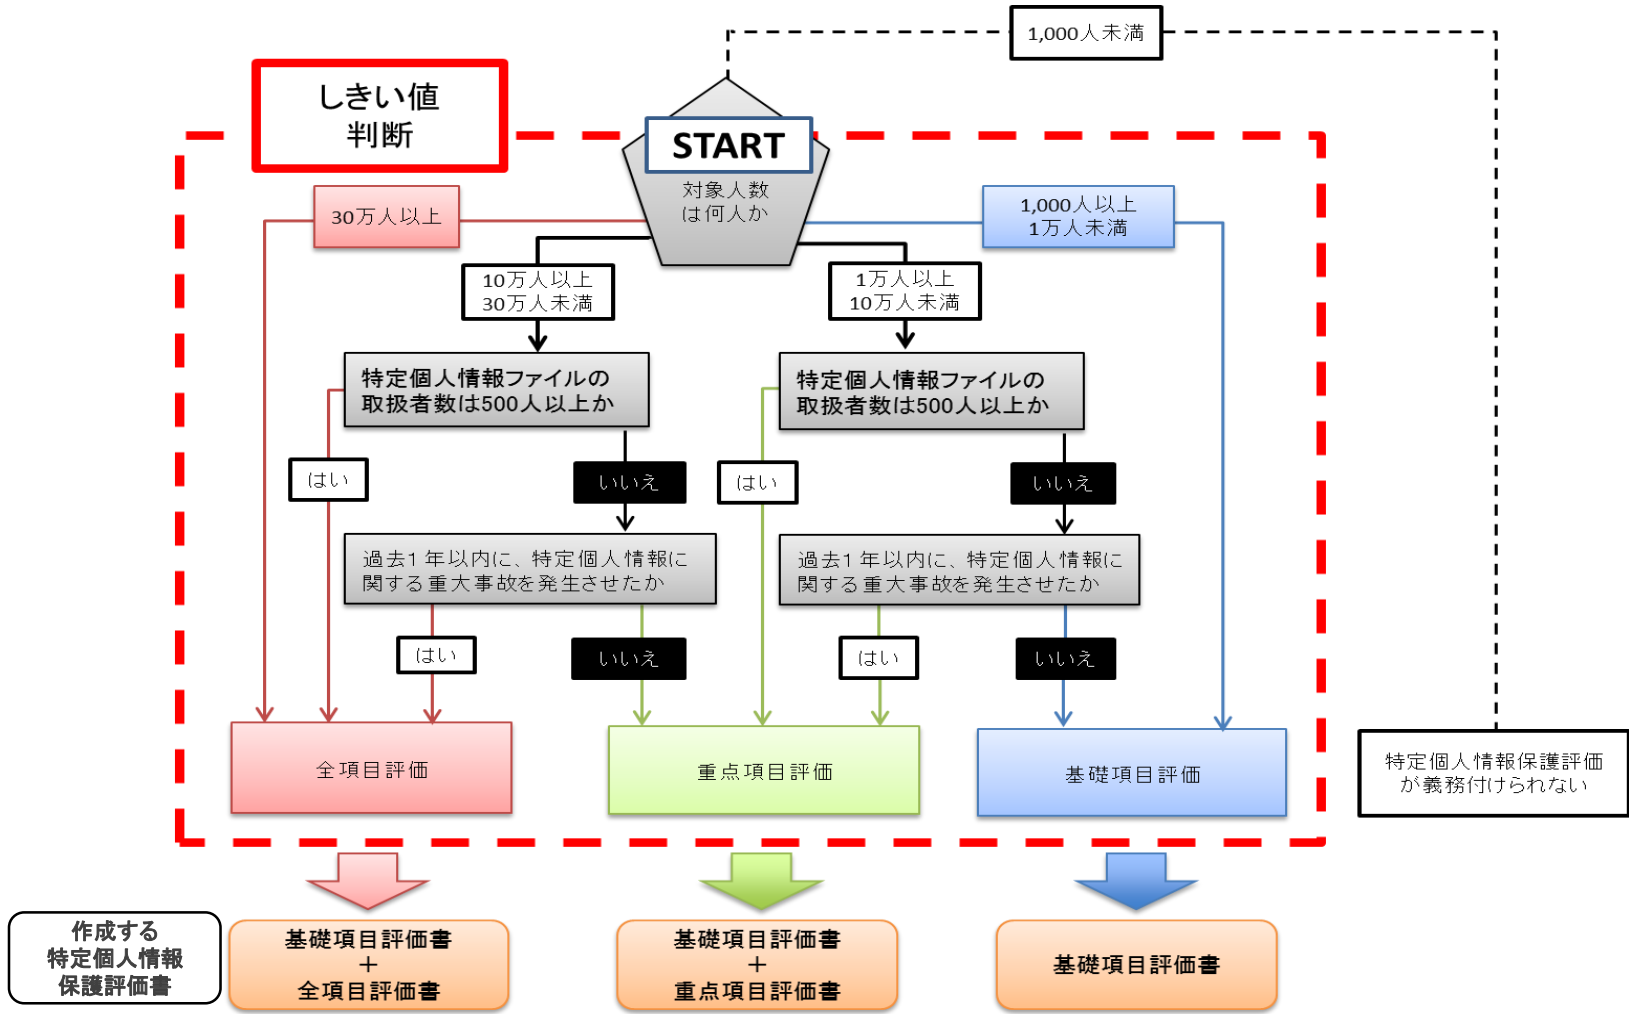 1,000人未満
しきい値
判断
START
対象人数
は何人か
30万人以上
1,000人以上
1万人未満
10万人以上
30万人未満
1万人以上
10万人未満
特定個人情報ファイルの
取扱者数は500人以上か
特定個人情報ファイルの
取扱者数は500人以上か
はい
いいえ
はい
いいえ
過去1年以内に、特定個人情報に
関する重大事故を発生させたか
過去1年以内に、特定個人情報に
関する重大事故を発生させたか
はい
いいえ
はい
いいえ
全項目評価
重点項目評価
基礎項目評価
特定個人情報保護評価
が義務付けられない
作成する
特定個人情報
保護評価書
基礎項目評価書
+
全項目評価書
基礎項目評価書
+
重点項目評価書
基礎項目評価書